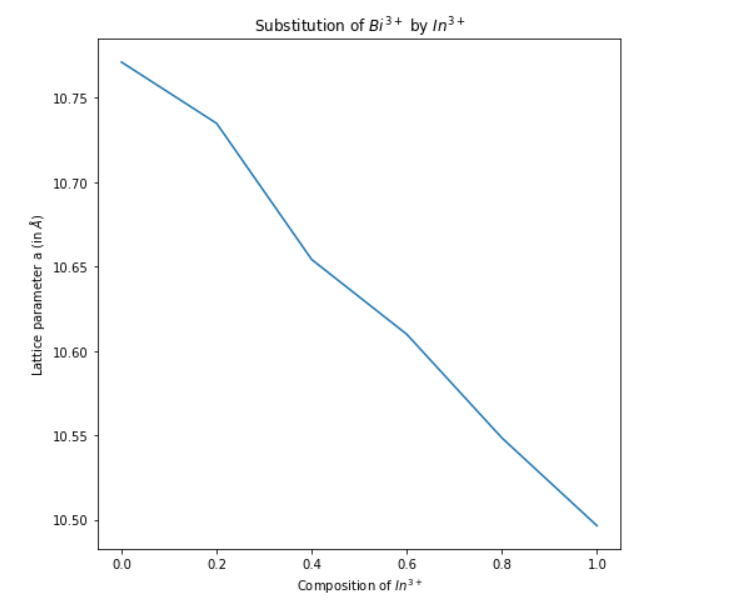 Substitution of Bi³⁺ by In³⁺
Lattice parameter a (in Å)
10.75
10.70
10.65
10.60
10.55
10.50
0.0 0.2 0.4 0.6 0.8 1.0
Composition of In³⁺